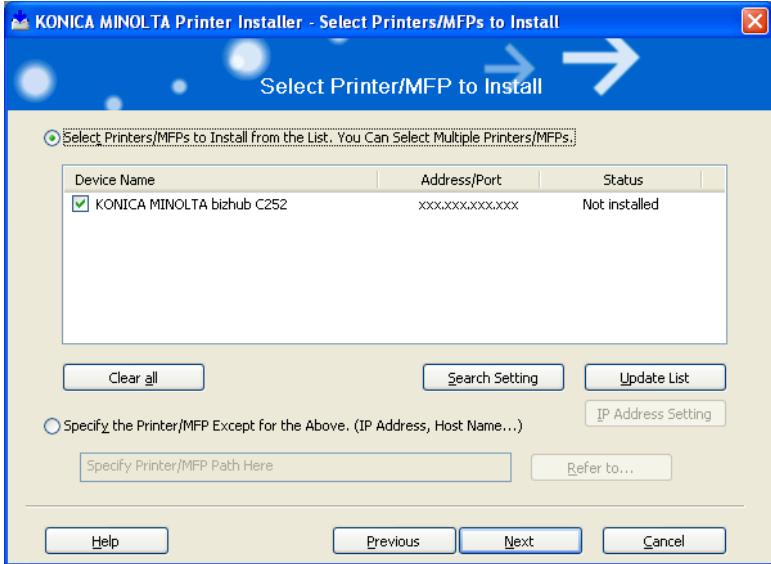 KONICA MINOLTA Printer Installer - Select Printers/MFPs to Install
Select Printer/MFP to Install
Select Printers/MFPs to Install from the List. You Can Select Multiple Printers/MFPs.
Device Name Address/Port Status
KONICA MINOLTA bizhub C252 xxx.xxx.xxx.xxx Not installed
Clear all Search Setting Update List
IP Address Setting
Specify the Printer/MFP Except for the Above. (IP Address, Host Name...)
Specify Printer/MFP Path Here Refer to...
Help Previous Next Cancel